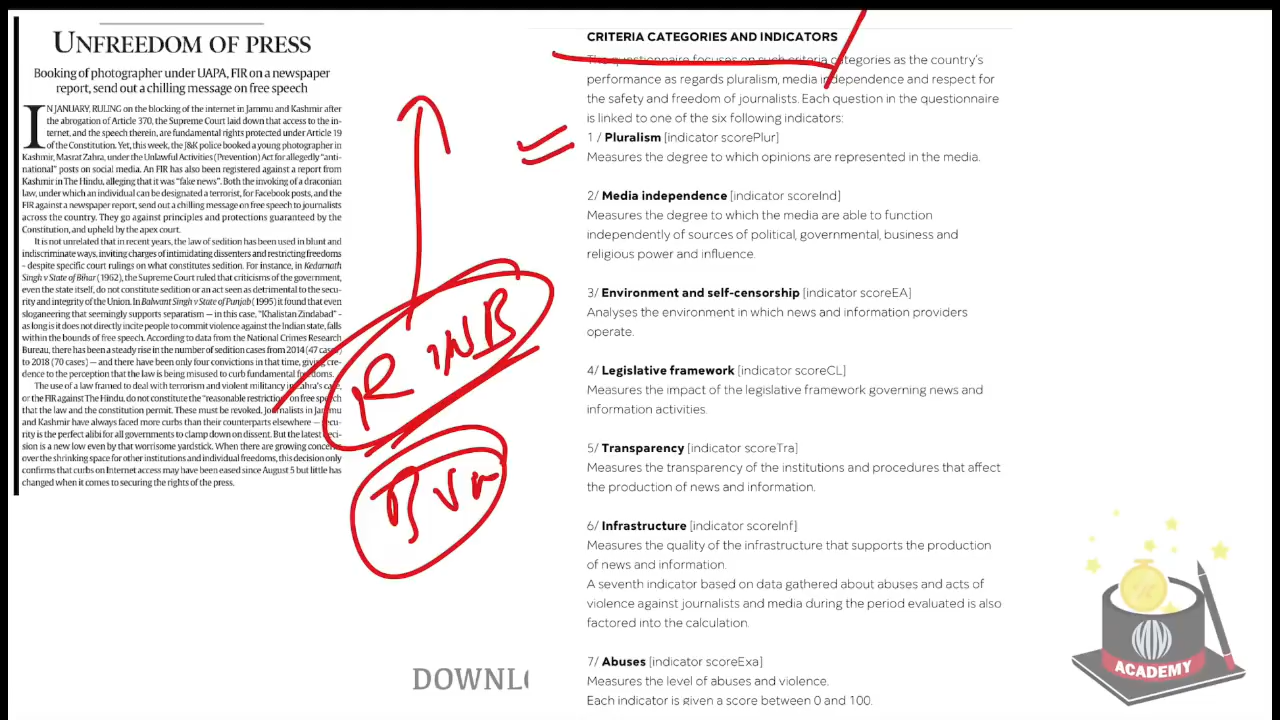 UNFREEDOM OF PRESS
Booking of photographer under UAPA, FIR on a newspaper
report, send out a chilling message on free speech
IN JANUARY, RULING on the blocking of the internet in Jammu and Kashmir after
the abrogation of Article 370, the Supreme Court laid down that access to the in-
ternet, and the speech therein, are fundamental rights protected under Article 19
of the Constitution. Yet, this week, the J&K police booked a young photographer in
Kashmir, Masrat Zahra, under the Unlawful Activities (Prevention) Act for allegedly "anti-
national" posts on social media. An FIR has also been registered against a report from
Kashmir in The Hindu, alleging that it was "fake news". Both the invoking of a draconian
law, under which an individual can be designated a terrorist, for Facebook posts, and the
FIR against a newspaper report, send out a chilling message on free speech to journalists
across the country. They go against principles and protections guaranteed by the
Constitution, and upheld by the apex court.
It is not unrelated that in recent years, the law of sedition has been used in blunt and
indiscriminate ways, inviting charges of intimidating dissenters and restricting freedoms
- despite specific court rulings on what constitutes sedition. For instance, in Kedarnath
Singh v State of Bihar (1962), the Supreme Court ruled that criticisms of the government,
even the state itself, do not constitute sedition or an act seen as detrimental to the secu-
rity and integrity of the Union. In Balwant Singh v State of Punjab (1995) it found that even
sloganeering that seemingly supports separatism — in this case, "Khalistan Zindabad" -
as long is it does not directly incite people to commit violence against the Indian state, falls
within the bounds of free speech. According to data from the National Crimes Research
Bureau, there has been a steady rise in the number of sedition cases from 2014 (47 cases)
to 2018 (70 cases) — and there have been only four convictions in that time, giving cre-
dence to the perception that the law is being misused to curb fundamental freedoms.
The use of a law framed to deal with terrorism and violent militancy in Zahra's case,
or the FIR against The Hindu, do not constitute the "reasonable restriction" on free speech
that the law and the constitution permit. These must be revoked. Journalists in Jammu
and Kashmir have always faced more curbs than their counterparts elsewhere — secu-
rity is the perfect alibi for all governments to clamp down on dissent. But the latest deci-
sion is a new low even by that worrisome yardstick. When there are growing concerns
over the shrinking space for other institutions and individual freedoms, this decision only
confirms that curbs on Internet access may have been eased since August 5 but little has
changed when it comes to securing the rights of the press.
R INB
DOWNL
CRITERIA CATEGORIES AND INDICATORS
The questionnaire focuses on such criteria categories as the country's
performance as regards pluralism, media independence and respect for
the safety and freedom of journalists. Each question in the questionnaire
is linked to one of the six following indicators:
1 / Pluralism [indicator scorePlur]
Measures the degree to which opinions are represented in the media.
2/ Media independence [indicator scoreInd]
Measures the degree to which the media are able to function
independently of sources of political, governmental, business and
religious power and influence.
3/ Environment and self-censorship [indicator scoreEA]
Analyses the environment in which news and information providers
operate.
4/ Legislative framework [indicator scoreCL]
Measures the impact of the legislative framework governing news and
information activities.
5/ Transparency [indicator scoreTra]
Measures the transparency of the institutions and procedures that affect
the production of news and information.
6/ Infrastructure [indicator scoreInf]
Measures the quality of the infrastructure that supports the production
of news and information.
A seventh indicator based on data gathered about abuses and acts of
violence against journalists and media during the period evaluated is also
factored into the calculation.
7/ Abuses [indicator scoreExa]
Measures the level of abuses and violence.
Each indicator is given a score between 0 and 100.
ACADEMY